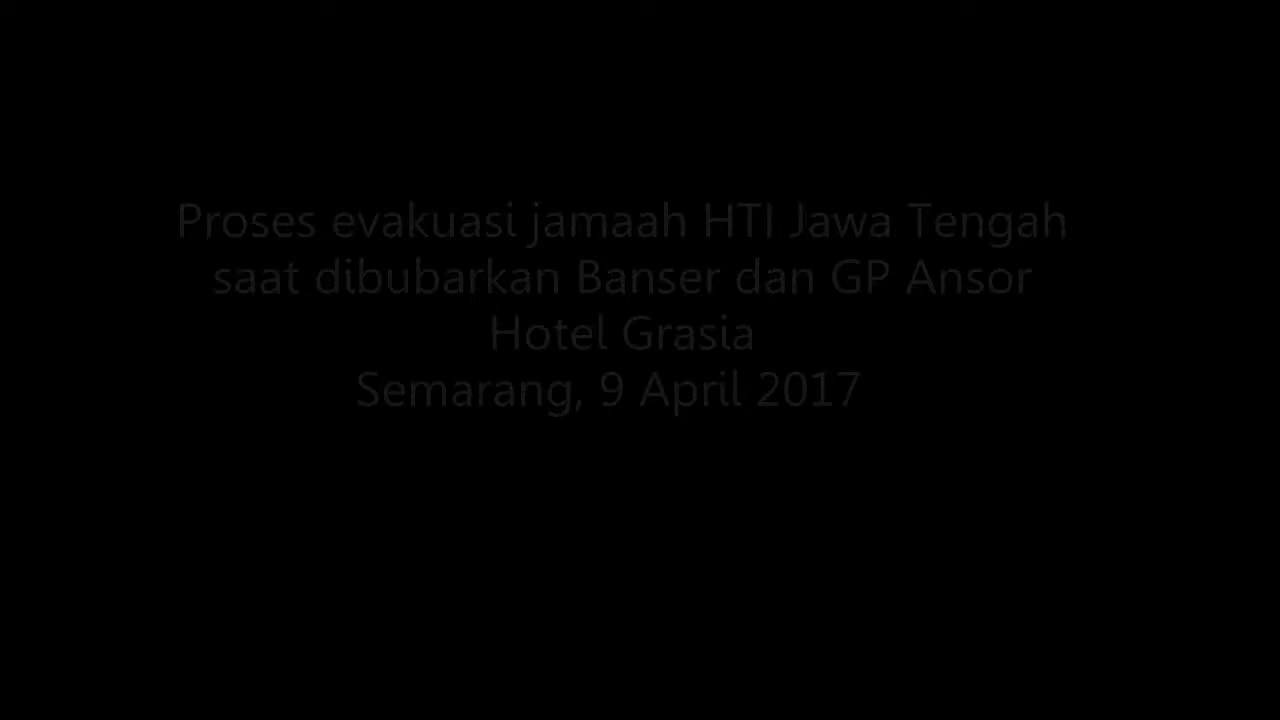 Proses evakuasi jamaah HTI Jawa Tengah
saat dibubarkan Banser dan GP Ansor
Hotel Grasia
Semarang, 9 April 2017